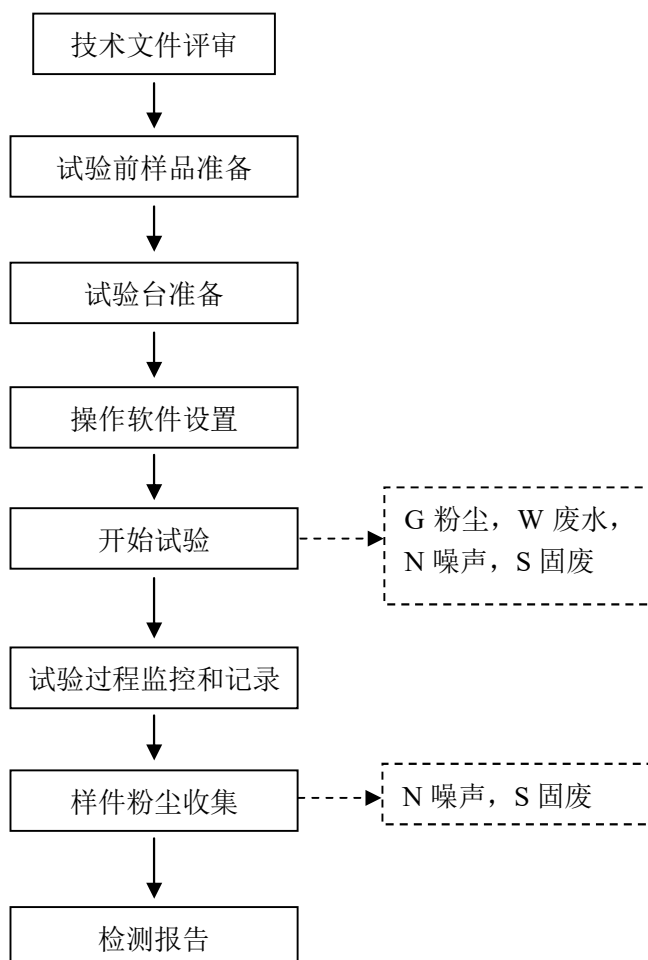 技术文件评审
试验前样品准备
试验台准备
操作软件设置
开始试验
G 粉尘，W 废水，
N 噪声，S 固废
试验过程监控和记录
样件粉尘收集
N 噪声，S 固废
检测报告